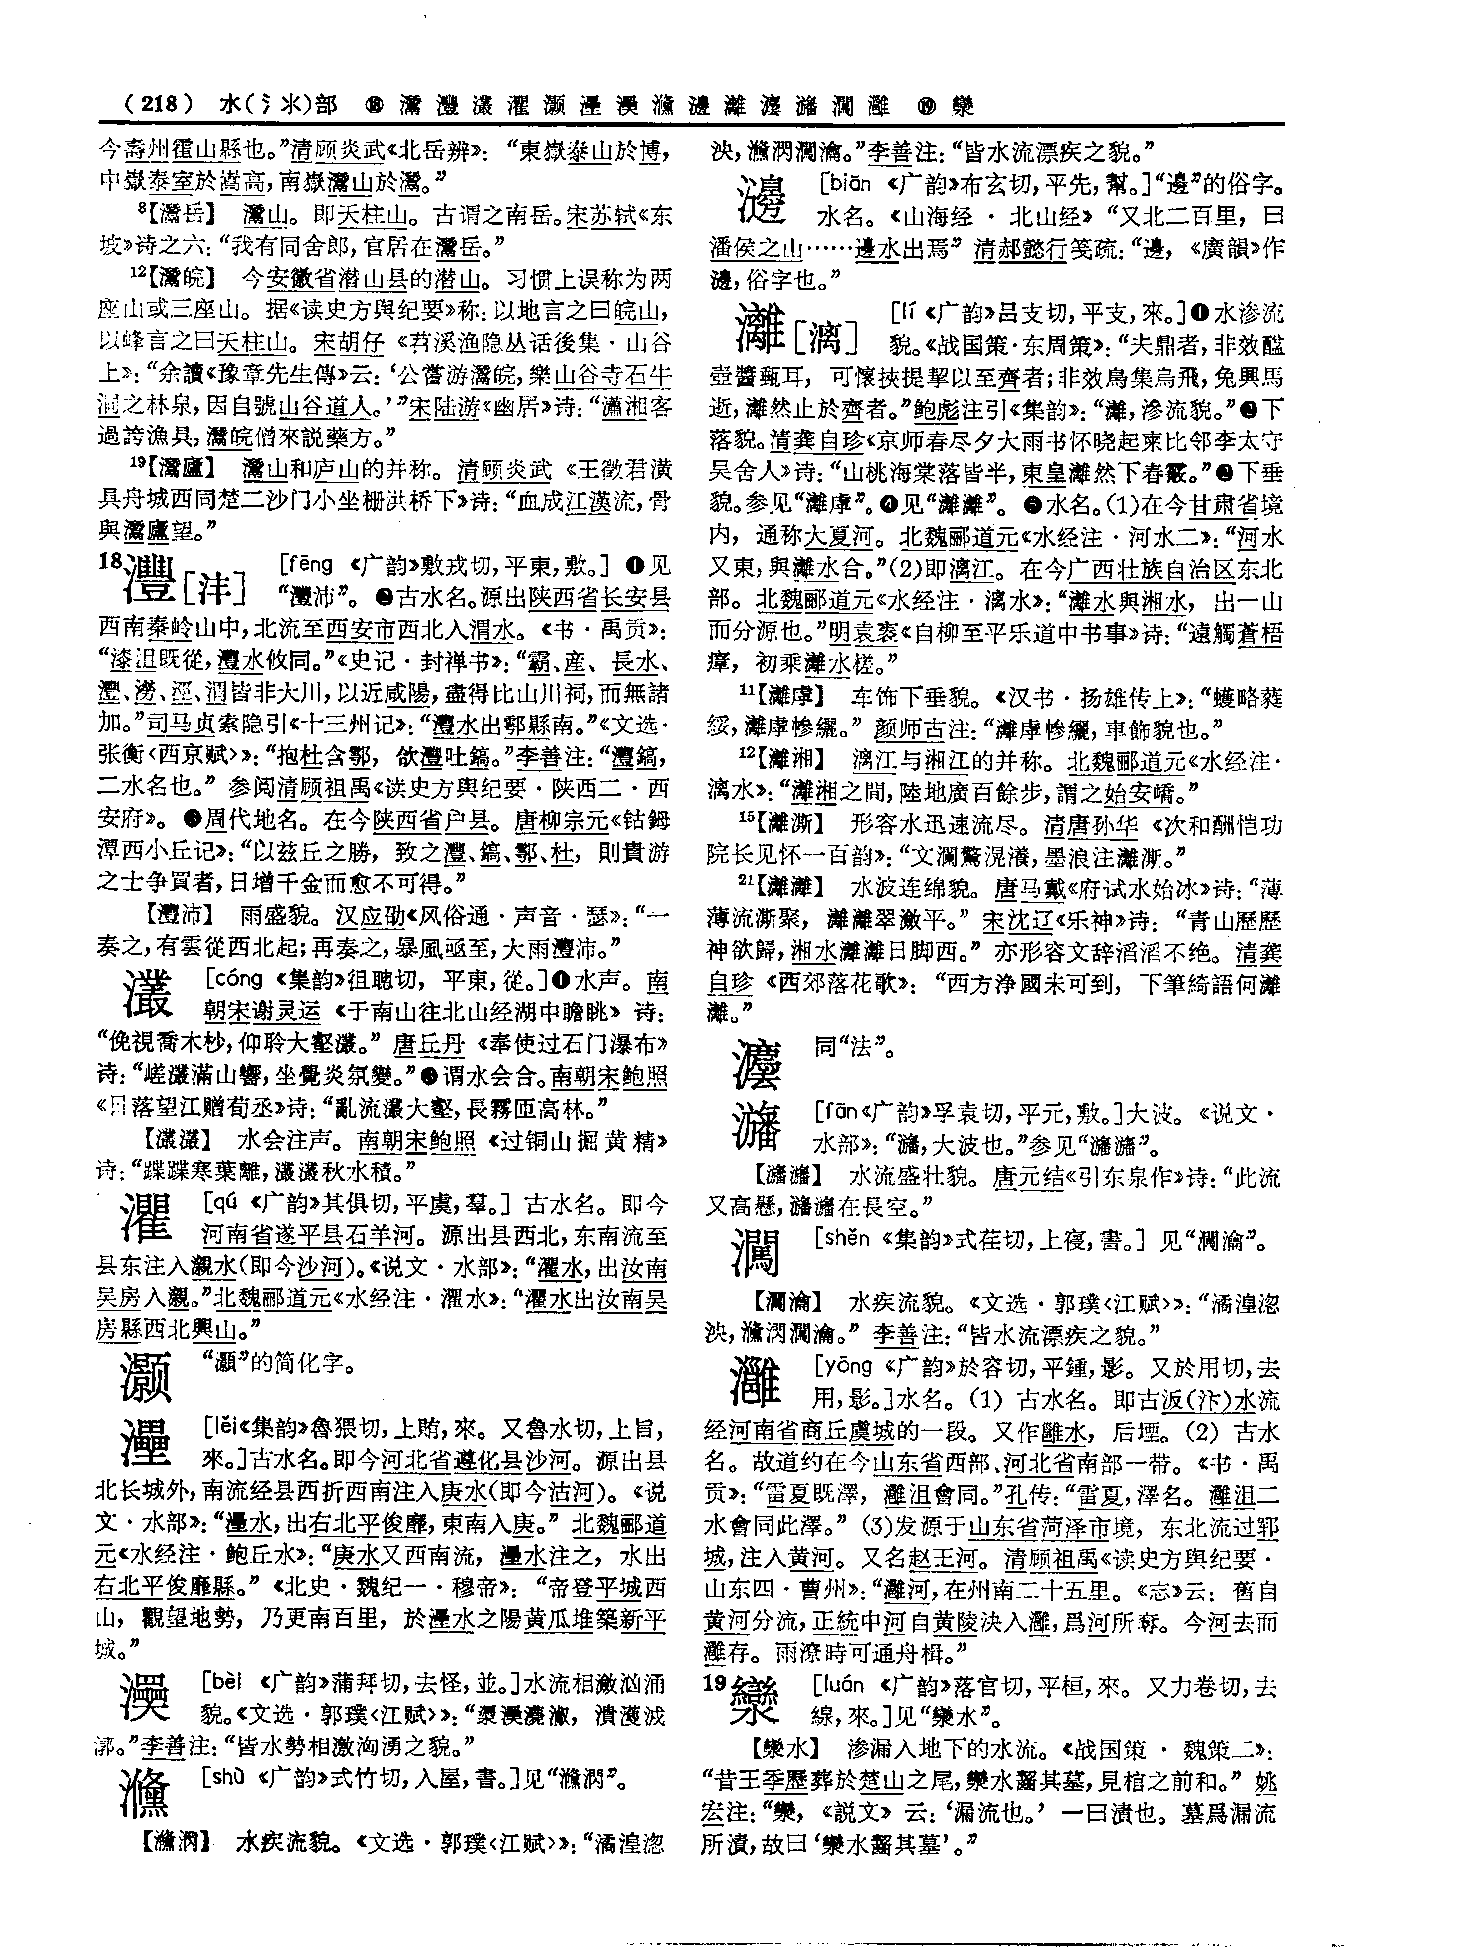 (218) 水(氵氺)部 ⑱ 灊灃灇灈灏灅㶔㶖邊灕灋瀿灍灉 ⑲ 灓
今壽州霍山縣也。”清顾炎武《北岳辨》：“東嶽泰山於博，
中嶽泰室於嵩高，南嶽灊山於灊。”
8【灊岳】 灊山。即天柱山。古谓之南岳。宋苏轼《东
坡》诗之六：“我有同舍郎，官居在灊岳。”
12【灊皖】 今安徽省潜山县的潜山。习惯上误称为两
座山或三座山。据《读史方舆纪要》称：以地言之曰皖山，
以峰言之曰天柱山。宋胡仔《苕溪渔隐丛话後集·山谷
上》：“余讀《豫章先生傳》云：‘公嘗游灊皖，樂山谷寺石牛
洞之林泉，因自號山谷道人。’”宋陆游《幽居》诗：“瀟湘客
過誇漁具，灊皖僧來説藥方。”
19【灊廬】 灊山和庐山的并称。清顾炎武《王徵君潢
具舟城西同楚二沙门小坐栅洪桥下》诗：“血成江漢流，骨
與灊廬望。”
18灃[沣] [fēng 《广韵》敷戎切，平東，敷。] ❶见
“灃沛”。❷古水名。源出陕西省长安县
西南秦岭山中，北流至西安市西北入渭水。《书·禹贡》：
“漆沮既從，灃水攸同。”《史记·封禅书》：“霸、産、長水、
灃、澇、涇、渭皆非大川，以近咸陽，盡得比山川祠，而無諸
加。”司马贞索隐引《十三州记》：“灃水出鄠縣南。”《文选·
张衡〈西京赋〉》：“抱杜含鄠，欱灃吐鎬。”李善注：“灃鎬，
二水名也。”参阅清顾祖禹《读史方舆纪要·陕西二·西
安府》。❸周代地名。在今陕西省户县。唐柳宗元《钴鉧
潭西小丘记》：“以兹丘之勝，致之灃、鎬、鄠、杜，則貴游
之士争買者，日增千金而愈不可得。”
【灃沛】 雨盛貌。汉应劭《风俗通·声音·瑟》：“一
奏之，有雲從西北起；再奏之，暴風亟至，大雨灃沛。”
灇 [cóng 《集韵》徂聰切，平東，從。]❶水声。南
朝宋谢灵运《于南山往北山经湖中瞻眺》诗：
“俛視喬木杪，仰聆大壑灇。”唐丘丹《奉使过石门瀑布》
诗：“嵯灇滿山響，坐覺炎氛變。”❷谓水会合。南朝宋鲍照
《日落望江赠荀丞》诗：“亂流灇大壑，長霧匝高林。”
【灇灇】 水会注声。南朝宋鲍照《过铜山掘黄精》
诗：“蹀蹀寒葉離，灇灇秋水積。”
灈 [qú 《广韵》其俱切，平虞，羣。] 古水名。即今
河南省遂平县石羊河。源出县西北，东南流至
县东注入瀙水(即今沙河)。《说文·水部》：“灈水，出汝南
吴房入瀙。”北魏郦道元《水经注·灈水》：“灈水出汝南吴
房縣西北興山。”
灏 “灝”的简化字。
灅 [lěi《集韵》魯猥切，上賄，來。又魯水切，上旨，
來。]古水名。即今河北省遵化县沙河。源出县
北长城外，南流经县西折西南注入庚水(即今沽河)。《说
文·水部》：“灅水，出右北平俊靡，東南入庚。”北魏郦道
元《水经注·鲍丘水》：“庚水又西南流，灅水注之，水出
右北平俊靡縣。”《北史·魏纪一·穆帝》：“帝登平城西
山，觀望地勢，乃更南百里，於灅水之陽黄瓜堆築新平
城。”
㶔 [bèi 《广韵》蒲拜切，去怪，並。]水流相激汹涌
貌。《文选·郭璞〈江赋〉》：“㵗㶔澆漱，潰濩泧
漷。”李善注：“皆水勢相激洶湧之貌。”
㶖 [shù 《广韵》式竹切，入屋，書。]见“㶖泂”。
【㶖泂】 水疾流貌。《文选·郭璞〈江赋〉》：“潏湟淴
泱，㶖泂灍瀹。”李善注：“皆水流漂疾之貌。”
[biān 《广韵》布玄切，平先，幫。]“邊”的俗字。
水名。《山海经·北山经》“又北二百里，曰
潘侯之山……邊水出焉”清郝懿行笺疏：“邊，《廣韻》作
，俗字也。”
灕[漓] [lí 《广韵》吕支切，平支，來。]❶水渗流
貌。《战国策·东周策》：“夫鼎者，非效醯
壺醬甀耳，可懷挾提挈以至齊者；非效鳥集烏飛，兔興馬
逝，灕然止於齊者。”鲍彪注引《集韵》：“灕，滲流貌。”❷下
落貌。清龚自珍《京师春尽夕大雨书怀晓起柬比邻李太守
吴舍人》诗：“山桃海棠落皆半，東皇灕然下春霰。”❸下垂
貌。参见“灕虖”。❹见“灕灕”。❺水名。(1)在今甘肃省境
内，通称大夏河。北魏郦道元《水经注·河水二》：“河水
又東，與灕水合。”(2)即漓江。在今广西壮族自治区东北
部。北魏郦道元《水经注·漓水》：“灕水與湘水，出一山
而分源也。”明袁袠《自柳至平乐道中书事》诗：“遠觸蒼梧
瘴，初乘灕水槎。”
11【灕虖】 车饰下垂貌。《汉书·扬雄传上》：“蠖略蕤
綏，灕虖幓纚。”颜师古注：“灕虖幓纚，車飾貌也。”
12【灕湘】 漓江与湘江的并称。北魏郦道元《水经注·
漓水》：“灕湘之間，陸地廣百餘步，謂之始安嶠。”
15【灕澌】 形容水迅速流尽。清唐孙华《次和酬恺功
院长见怀一百韵》：“文瀾驚滉瀁，墨浪注灕澌。”
21【灕灕】 水波连绵貌。唐马戴《府试水始冰》诗：“薄
薄流澌聚，灕灕翠潋平。”宋沈辽《乐神》诗：“青山歷歷
神欲歸，湘水灕灕日脚西。”亦形容文辞滔滔不绝。清龚
自珍《西郊落花歌》：“西方浄國未可到，下筆綺語何灕
灕。”
灋 同“法”。
瀿 [fān《广韵》孚袁切，平元，敷。]大波。《说文·
水部》：“，大波也。”参见“”。
【】 水流盛壮貌。唐元结《引东泉作》诗：“此流
又高懸，在長空。”
灍 [shěn 《集韵》式荏切，上寑，書。] 见“灍瀹”。
【灍瀹】 水疾流貌。《文选·郭璞〈江赋〉》：“潏湟淴
泱，㶖泂灍瀹。”李善注：“皆水流漂疾之貌。”
灉 [yōng 《广韵》於容切，平鍾，影。又於用切，去
用，影。]水名。(1) 古水名。即古汳(汴)水流
经河南省商丘虞城的一段。又作雝水，后堙。(2) 古水
名。故道约在今山东省西部、河北省南部一带。《书·禹
贡》：“雷夏既澤，灉沮會同。”孔传：“雷夏，澤名。灉沮二
水會同此澤。”(3)发源于山东省菏泽市境，东北流过郓
城，注入黄河。又名赵王河。清顾祖禹《读史方舆纪要·
山东四·曹州》：“灉河，在州南二十五里。《志》云：舊自
黄河分流，正統中河自黄陵決入灉，爲河所奪。今河去而
灉存。雨潦時可通舟楫。”
19灓 [luán 《广韵》落官切，平桓，來。又力卷切，去
線，來。]见“灓水”。
【灓水】 渗漏入地下的水流。《战国策·魏策二》：
“昔王季歷葬於楚山之尾，灓水齧其墓，見棺之前和。”姚
宏注：“灓，《説文》云：‘漏流也。’一曰漬也。墓爲漏流
所漬，故曰‘灓水齧其墓’。”